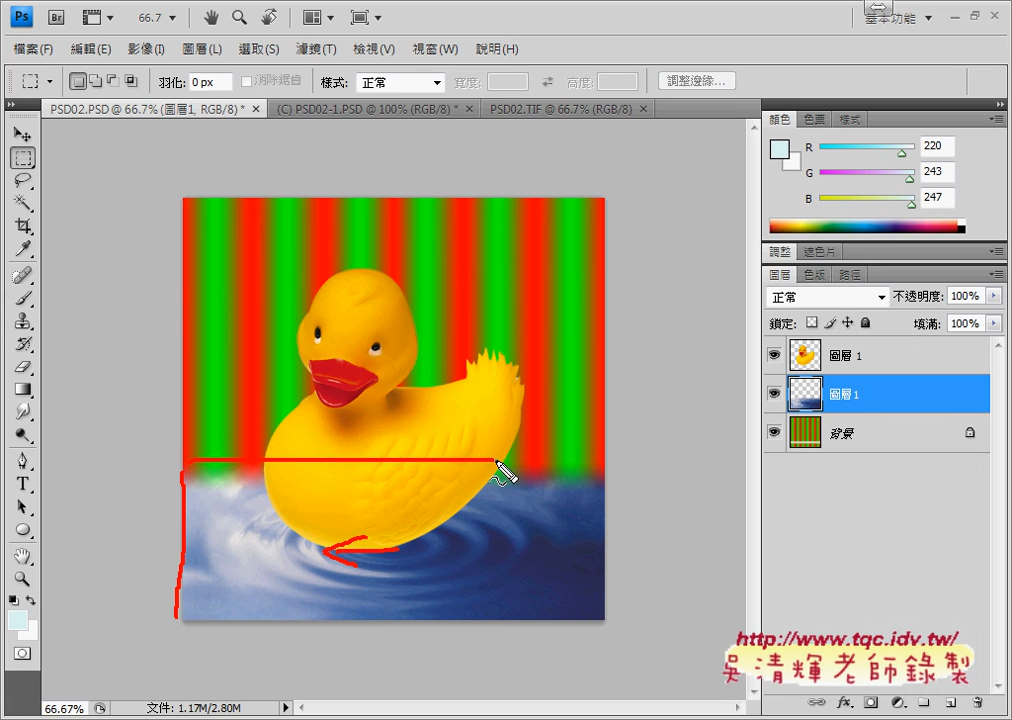 Ps Br 66.7 基本功能
檔案(F) 編輯(E) 影像(I) 圖層(L) 選取(S) 濾鏡(T) 檢視(V) 視窗(W) 說明(H)
羽化: 0 px 消除鋸齒 樣式: 正常 寬度: 高度: 調整邊緣...
PSD02.PSD @ 66.7% (圖層1, RGB/8) * × (C) PSD02-1.PSD @ 100% (RGB/8) * × PSD02.TIF @ 66.7% (RGB/8) ×
顏色 色票 樣式
R 220
G 243
B 247
調整 遮色片
圖層 色版 路徑
正常 不透明度: 100%
鎖定: 填滿: 100%
圖層 1
圖層1
背景
http://www.tqc.idv.tw/
吳清輝老師錄製
66.67% 文件: 1.17M/2.80M